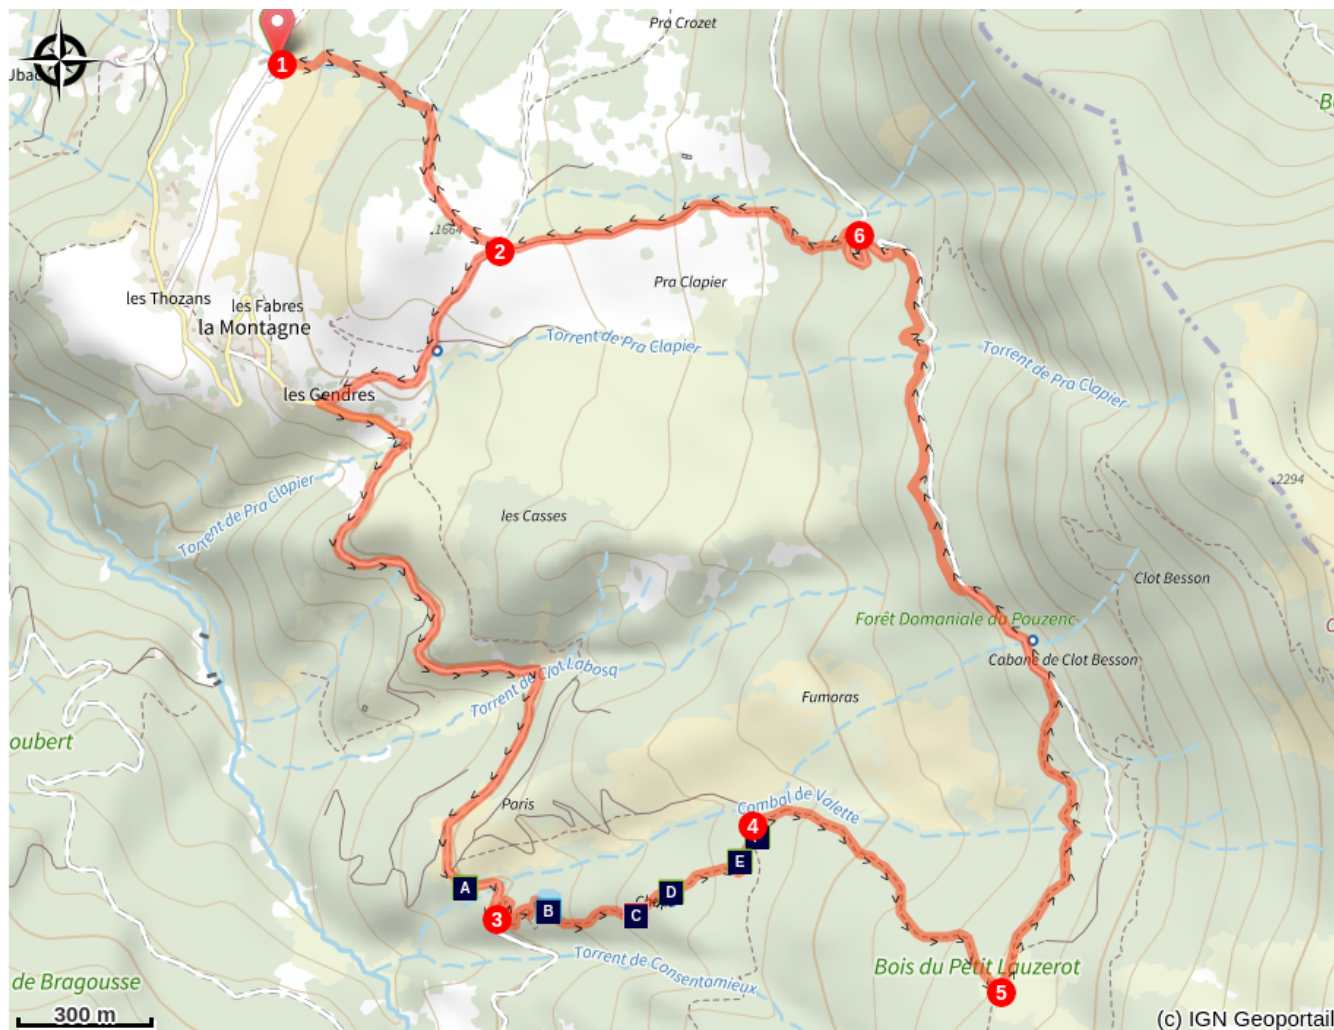 Pra Crozet
1
1664
2
6
Pra Clapier
les Thozans
les Fabres
la Montagne
Torrent de Pra Clapier
Torrent de Pra Clapier
les Gendres
2294
Torrent de Pra Clapier
les Casses
Clot Besson
Forêt Domaniale du Pouzenc
Cabane de Clot Besson
Torrent de Clot Labosq
Fumoras
oubert
Paris
Combal de Valette
4
E
A
D
B
C
3
Torrent de Consentamieux
Bois du Petit Lauzerot
de Bragousse
5
300 m
(c) IGN Geoportail